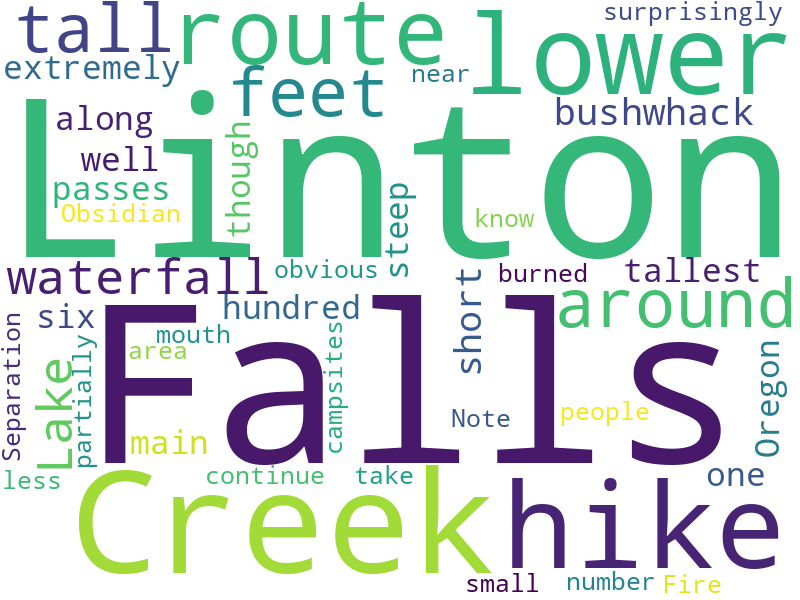 surprisingly
tall
route
lower
extremely
near
feet
bushwhack
along
though
well
passes
Obsidian
Linton
steep
know
waterfall
obvious
burned
tallest
short
hundred
around
six
mouth
Separation
partially
area
Lake
campsites
Falls
Oregon
Note
people
main
less
continue
take
one
Creek
hike
small
number
Fire